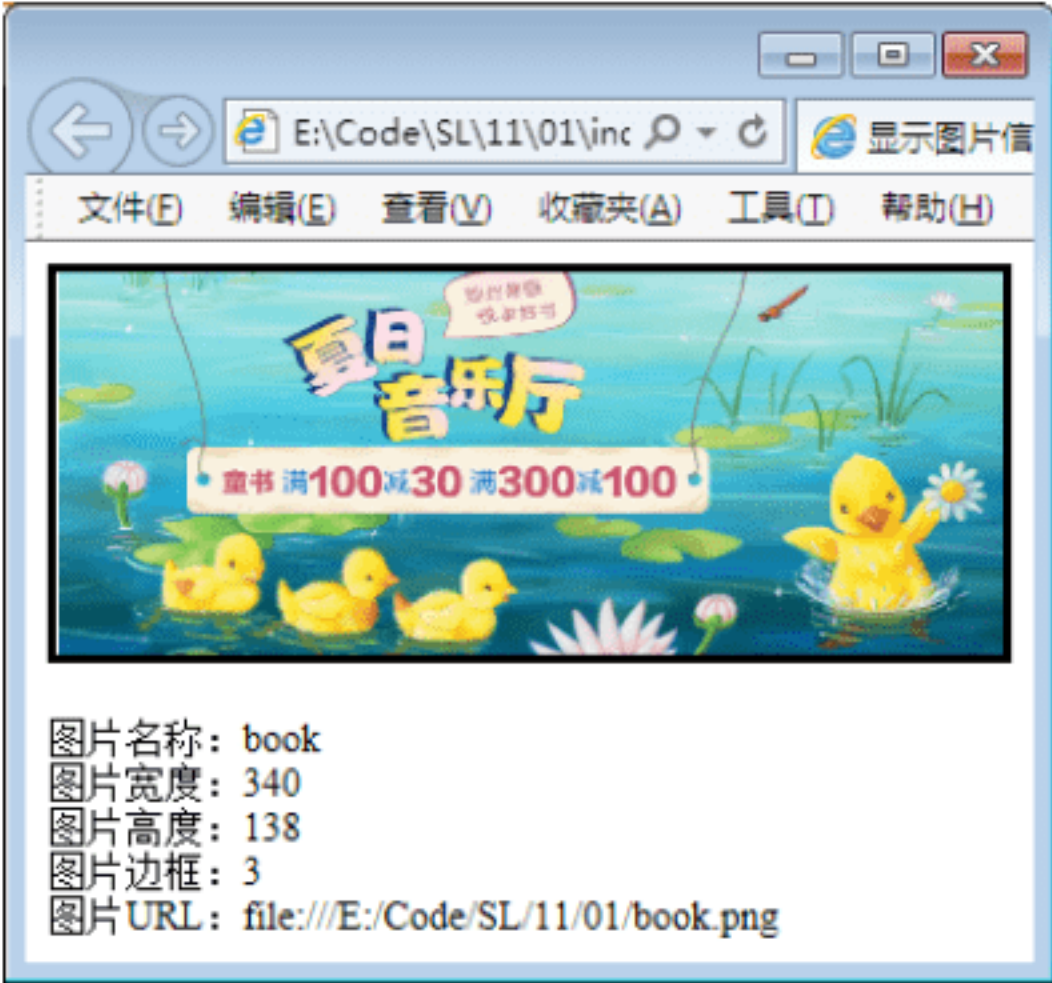 E:\Code\SL\11\01\inc
显示图片信
文件(F) 编辑(E) 查看(V) 收藏夹(A) 工具(T) 帮助(H)
夏日
音乐厅
童书 满100减30 满300减100
图片名称：book
图片宽度：340
图片高度：138
图片边框：3
图片URL：file:///E:/Code/SL/11/01/book.png